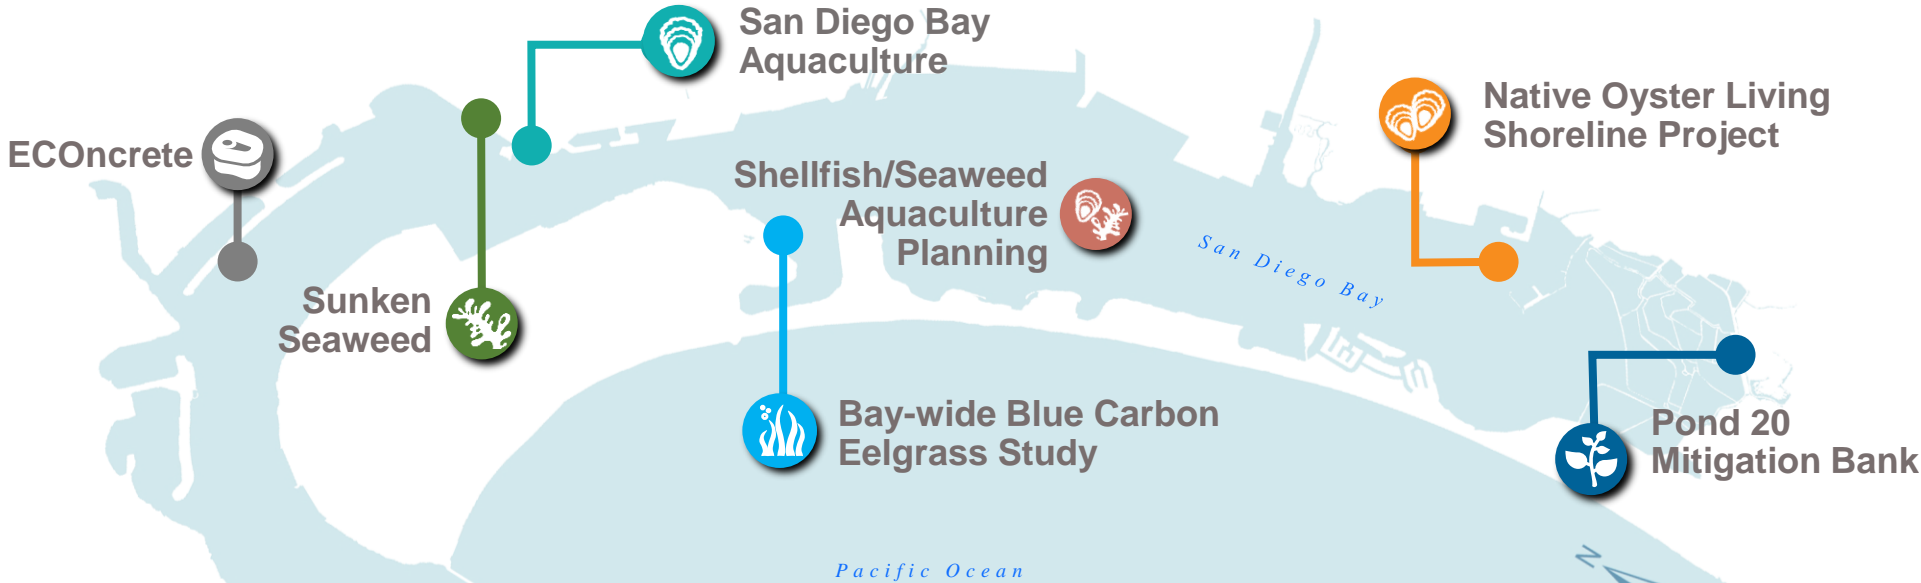 San Diego Bay
Aquaculture
ECOncrete
Native Oyster Living
Shoreline Project
Shellfish/Seaweed
Aquaculture
Planning
San Diego Bay
Sunken
Seaweed
Bay-wide Blue Carbon
Eelgrass Study
Pond 20
Mitigation Bank
Pacific Ocean
N